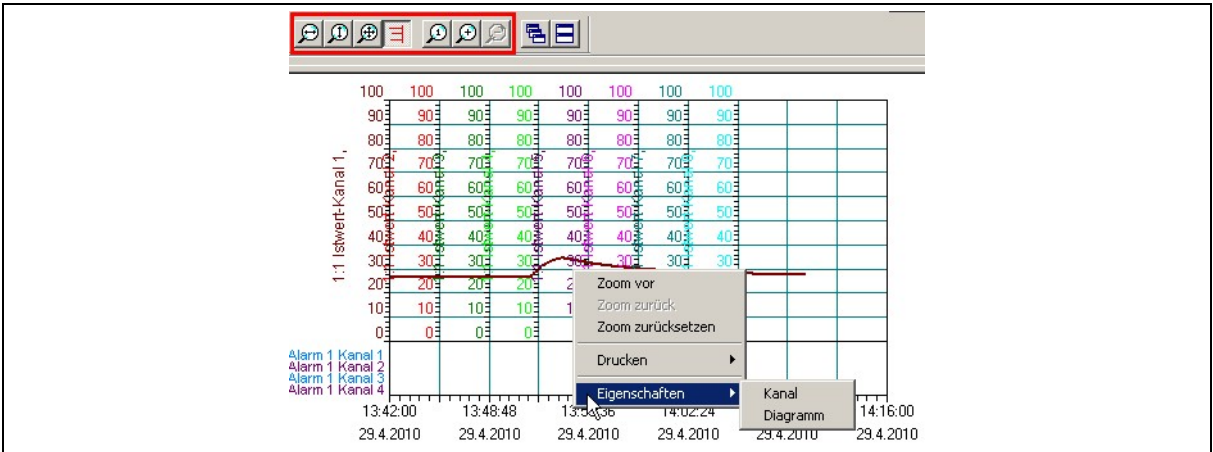 100 100 100 100 100 100 100 100
90 90 90 90 90 90 90 90
80 80 80 80 80 80 80 80
70 70 70 70 70 70 70 70
60 60 60 60 60 60 60 60
50 50 50 50 50 50 50 50
40 40 40 40 40 40 40 40
30 30 30 30 30 30 30 30
20 20 20 20 2
10 10 10 10 1
0 0 0 0
1:1 Istwert-Kanal 1,
Zoom vor
Zoom zurück
Zoom zurücksetzen
Drucken
Eigenschaften
Kanal
Diagramm
Alarm 1 Kanal 1
Alarm 1 Kanal 2
Alarm 1 Kanal 3
Alarm 1 Kanal 4
13:42:00 13:48:48 14:02:24 14:16:00
29.4.2010 29.4.2010 29.4.2010 29.4.2010 29.4.2010 29.4.2010